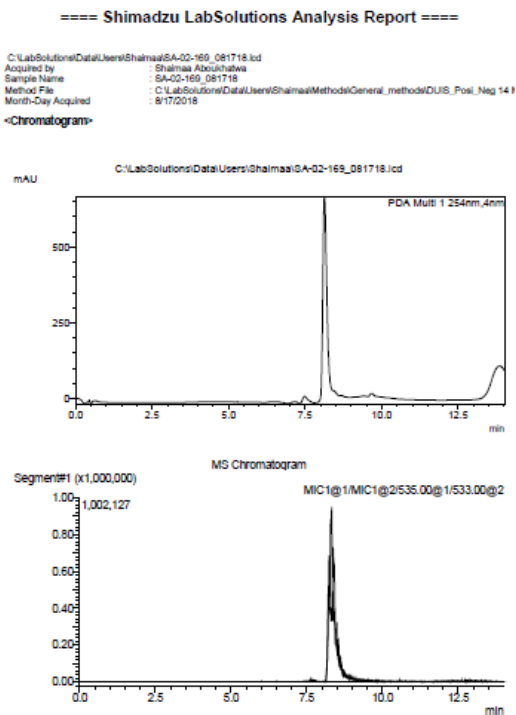 ==== Shimadzu LabSolutions Analysis Report ====
C:\LabSolutions\Data\Users\Shaimaa\SA-02-169_081718.lcd
Acquired by : Shaimaa Aboukhatwa
Sample Name : SA-02-169_081718
Method File : C:\LabSolutions\Data\Users\Shaimaa\Methods\General_methods\DUIS_Posi_Neg 14 M
Month-Day Acquired : 8/17/2018
<Chromatogram>
C:\LabSolutions\Data\Users\Shaimaa\SA-02-169_081718.lcd
mAU
PDA Multi 1 254nm,4nm
500
250
0
0.0 2.5 5.0 7.5 10.0 12.5
min
MS Chromatogram
Segment#1 (x1,000,000)
MIC1@1/MIC1@2/535.00@1/533.00@2
1.00
1,002,127
0.80
0.60
0.40
0.20
0.00
0.0 2.5 5.0 7.5 10.0 12.5
min